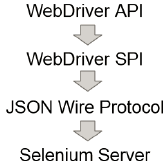 WebDriver API
WebDriver SPI
JSON Wire Protocol
Selenium Server